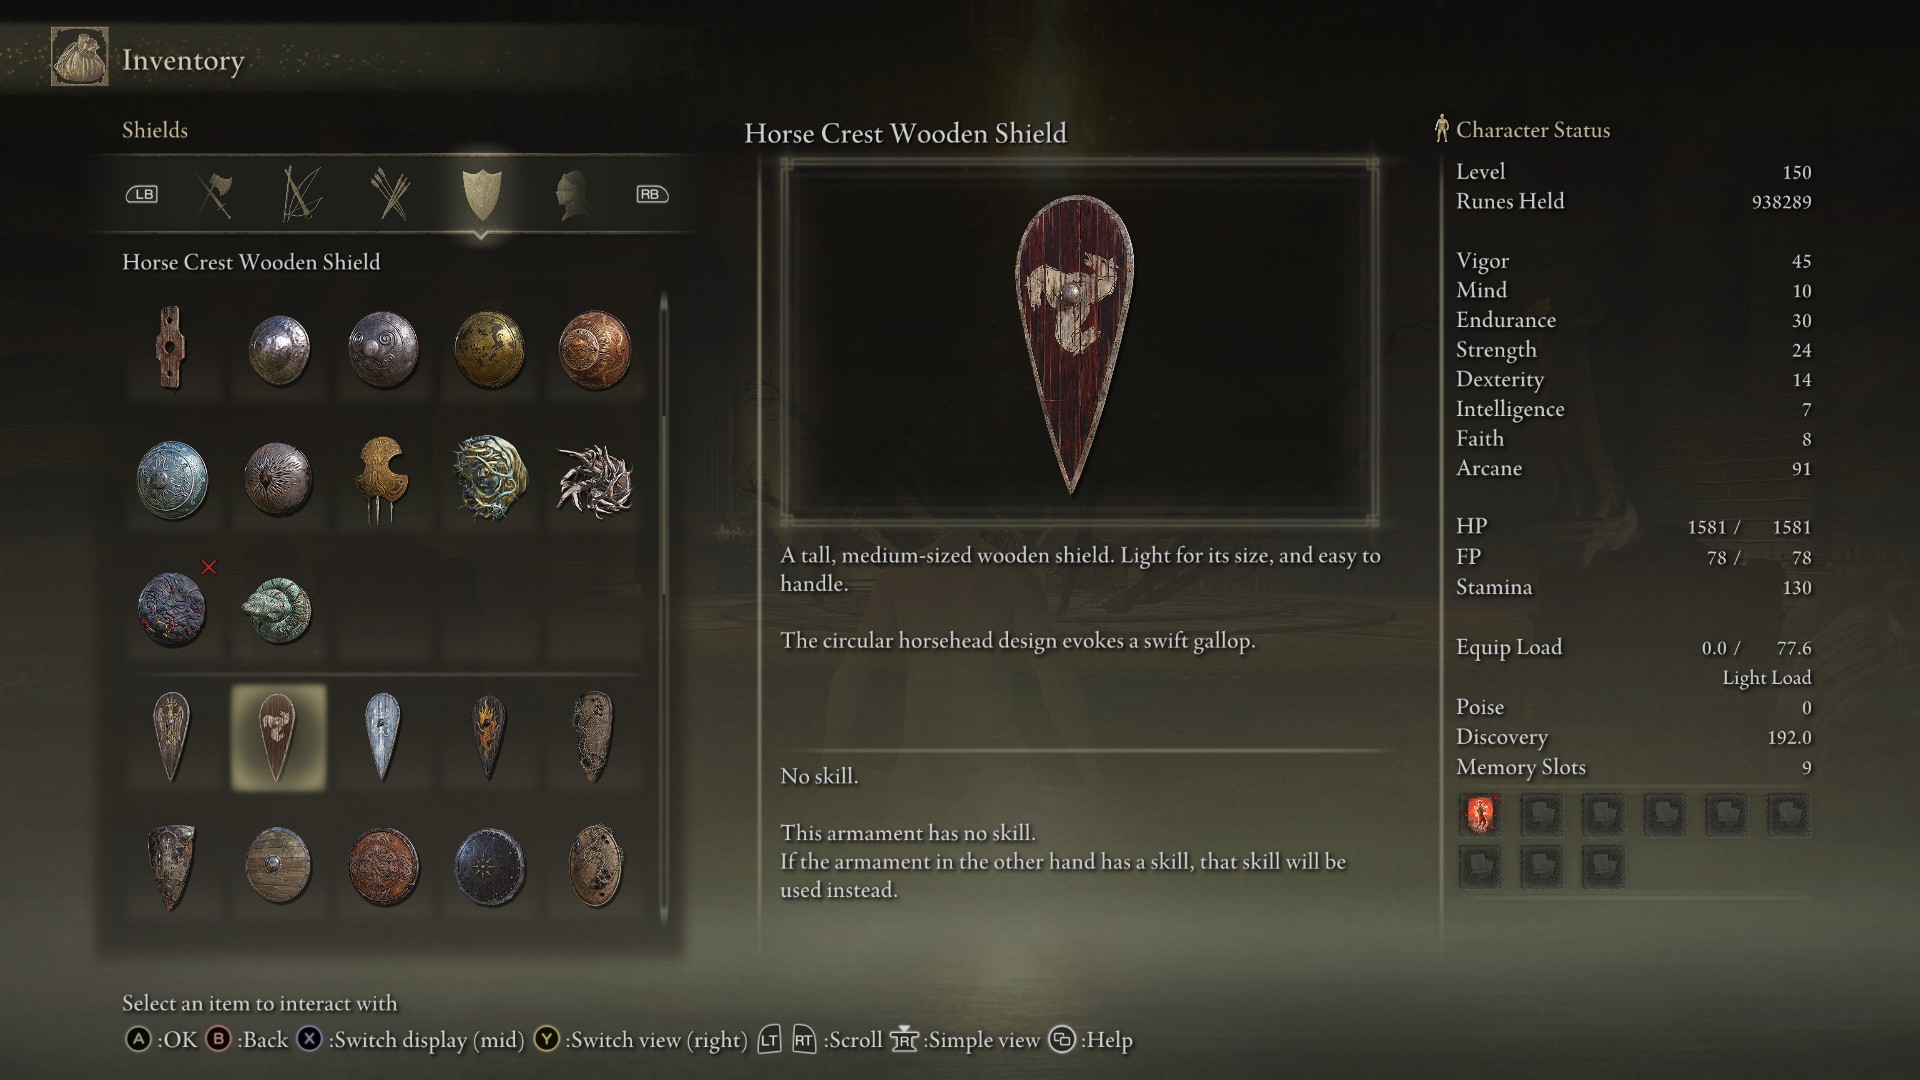 Inventory
Shields
LB
RB
Horse Crest Wooden Shield
Horse Crest Wooden Shield
A tall, medium-sized wooden shield. Light for its size, and easy to
handle.
The circular horsehead design evokes a swift gallop.
No skill.
This armament has no skill.
If the armament in the other hand has a skill, that skill will be
used instead.
Character Status
Level 150
Runes Held 938289
Vigor 45
Mind 10
Endurance 30
Strength 24
Dexterity 14
Intelligence 7
Faith 8
Arcane 91
HP 1581 / 1581
FP 78 / 78
Stamina 130
Equip Load 0.0 / 77.6
Light Load
Poise 0
Discovery 192.0
Memory Slots 9
Select an item to interact with
A :OK B :Back X :Switch display (mid) Y :Switch view (right) LT RT :Scroll R :Simple view :Help